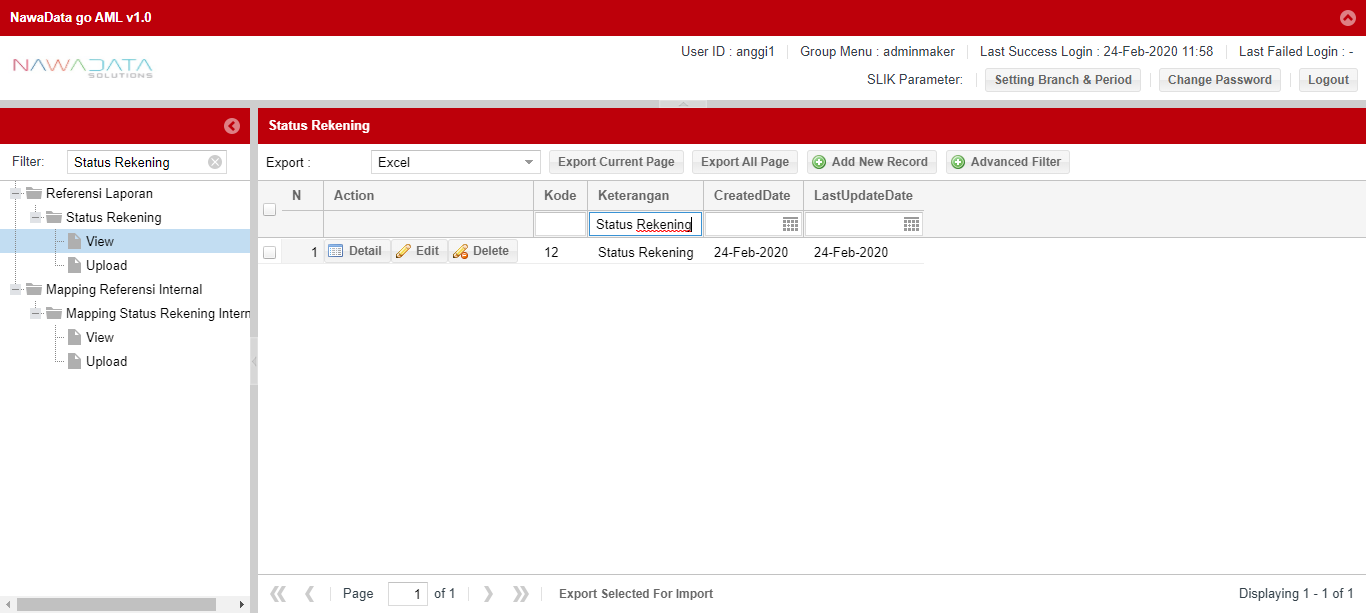 NawaData go AML v1.0
NAWADATA
SOLUTIONS
User ID : anggi1 Group Menu : adminmaker Last Success Login : 24-Feb-2020 11:58 Last Failed Login : -
SLIK Parameter: Setting Branch & Period Change Password Logout
Status Rekening
Filter: Status Rekening
Export : Excel Export Current Page Export All Page Add New Record Advanced Filter
Referensi Laporan
Status Rekening
View
Upload
Mapping Referensi Internal
Mapping Status Rekening Intern
View
Upload
N Action Kode Keterangan CreatedDate LastUpdateDate
Status Rekening
1 Detail Edit Delete 12 Status Rekening 24-Feb-2020 24-Feb-2020
Page 1 of 1 Export Selected For Import Displaying 1 - 1 of 1